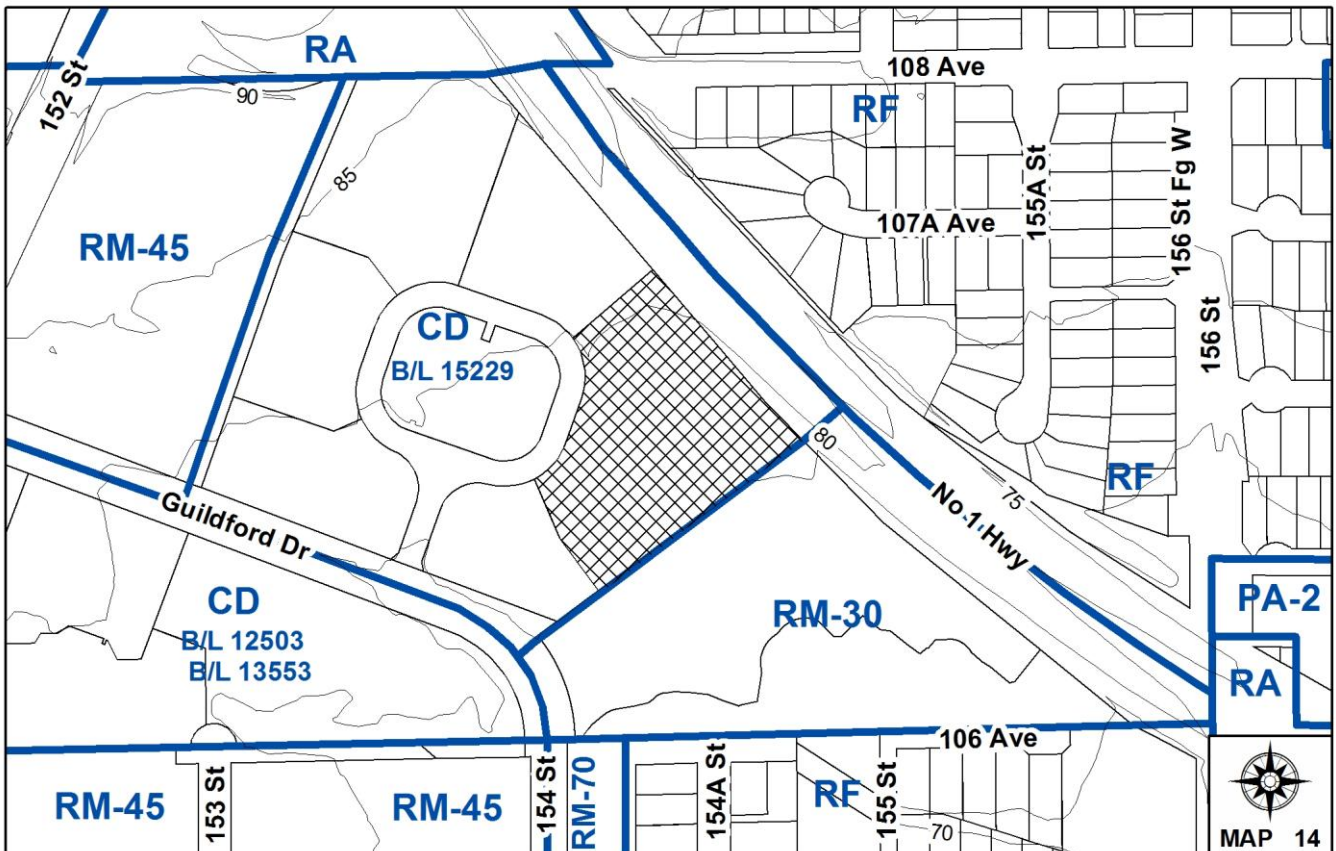 RA
152 St
90
108 Ave
RF
85
RM-45
155A St
156 St Fg W
107A Ave
CD
B/L 15229
156 St
80
No 1 Hwy
75
RF
Guildford Dr
CD
B/L 12503
B/L 13553
RM-30
PA-2
RA
106 Ave
RM-45
153 St
RM-45
154 St
RM-70
154A St
RF
155 St
70
MAP 14